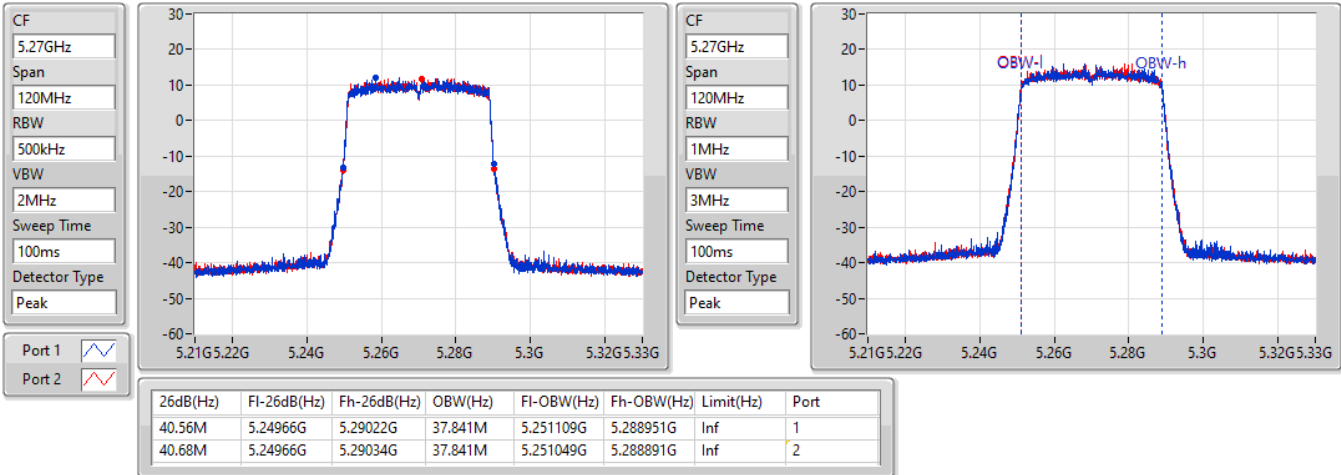 CF
5.27GHz
Span
120MHz
RBW
500kHz
VBW
2MHz
Sweep Time
100ms
Detector Type
Peak
Port 1
Port 2
30
20
10
0
-10
-20
-30
-40
-50
-60
5.21G 5.22G 5.24G 5.26G 5.28G 5.3G 5.32G 5.33G
CF
5.27GHz
Span
120MHz
RBW
1MHz
VBW
3MHz
Sweep Time
100ms
Detector Type
Peak
30
20
10
0
-10
-20
-30
-40
-50
-60
OBW-l OBW-h
5.21G 5.22G 5.24G 5.26G 5.28G 5.3G 5.32G 5.33G
26dB(Hz) Fl-26dB(Hz) Fh-26dB(Hz) OBW(Hz) Fl-OBW(Hz) Fh-OBW(Hz) Limit(Hz) Port
40.56M 5.24966G 5.29022G 37.841M 5.251109G 5.288951G Inf 1
40.68M 5.24966G 5.29034G 37.841M 5.251049G 5.288891G Inf 2